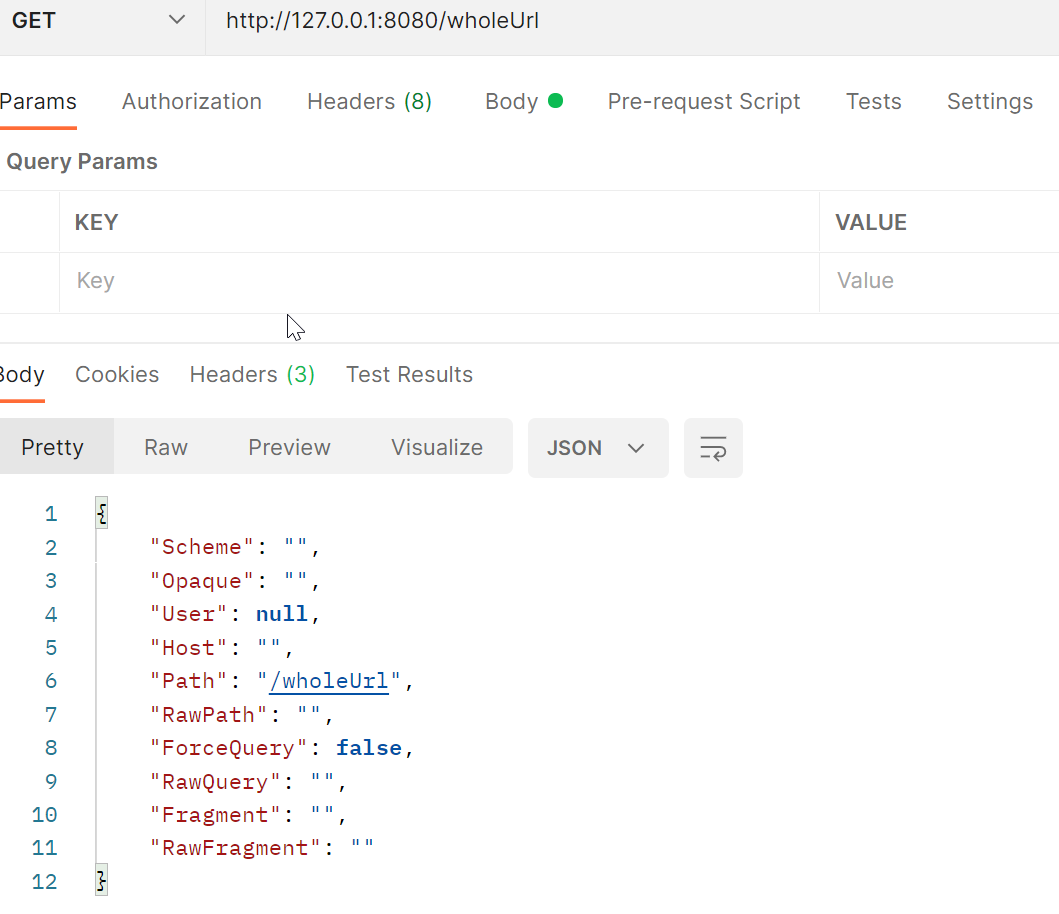 GET http://127.0.0.1:8080/wholeUrl
Params Authorization Headers (8) Body Pre-request Script Tests Settings
Query Params
KEY VALUE
Key Value
Body Cookies Headers (3) Test Results
Pretty Raw Preview Visualize JSON
1 {
2 "Scheme": "",
3 "Opaque": "",
4 "User": null,
5 "Host": "",
6 "Path": "/wholeUrl",
7 "RawPath": "",
8 "ForceQuery": false,
9 "RawQuery": "",
10 "Fragment": "",
11 "RawFragment": ""
12 }